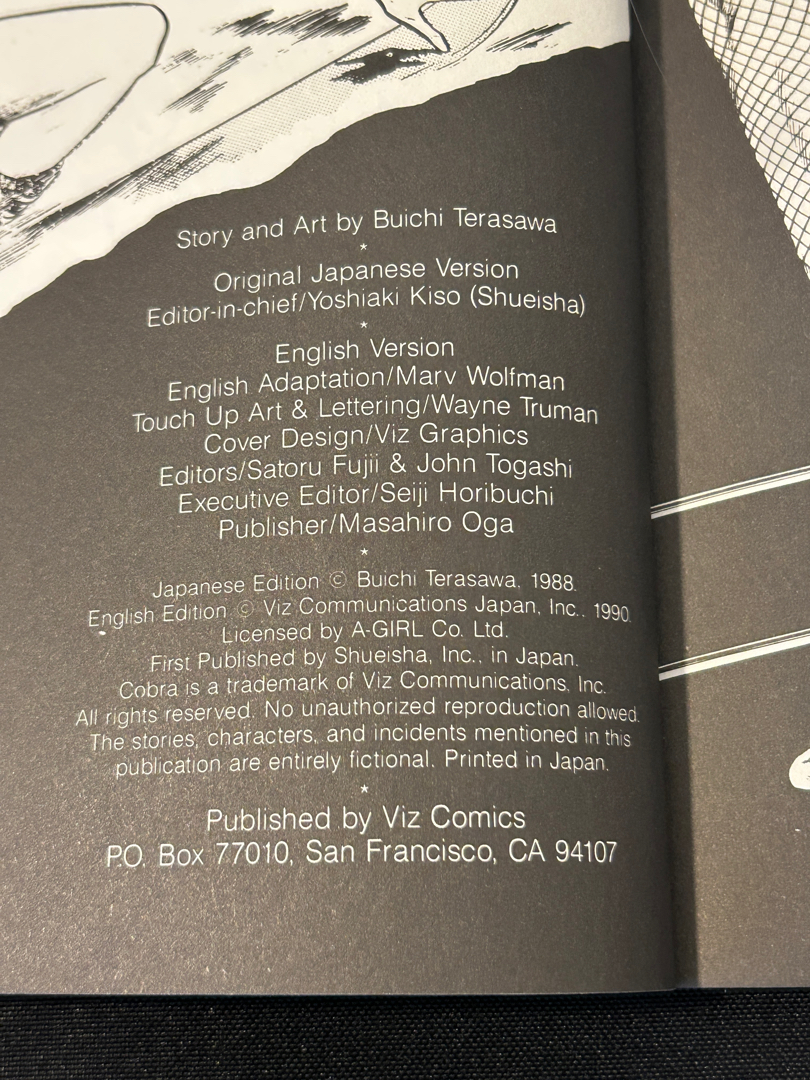 Story and Art by Buichi Terasawa
*
Original Japanese Version
Editor-in-chief/Yoshiaki Kiso (Shueisha)
*
English Version
English Adaptation/Marv Wolfman
Touch Up Art & Lettering/Wayne Truman
Cover Design/Viz Graphics
Editors/Satoru Fujii & John Togashi
Executive Editor/Seiji Horibuchi
Publisher/Masahiro Oga
*
Japanese Edition © Buichi Terasawa, 1988.
English Edition © Viz Communications Japan, Inc., 1990.
Licensed by A-GIRL Co. Ltd.
First Published by Shueisha, Inc., in Japan.
Cobra is a trademark of Viz Communications, Inc.
All rights reserved. No unauthorized reproduction allowed.
The stories, characters, and incidents mentioned in this
publication are entirely fictional. Printed in Japan.
*
Published by Viz Comics
P.O. Box 77010, San Francisco, CA 94107